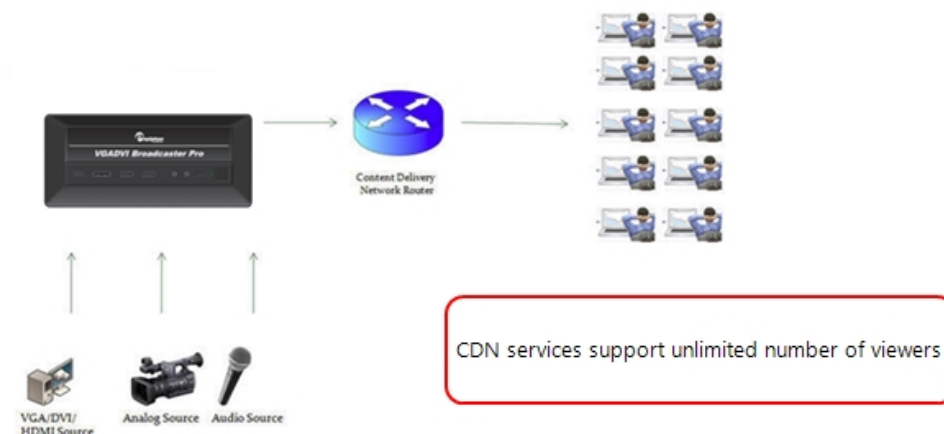 VGADVI Broadcaster Pro
Content Delivery
Network Router
CDN services support unlimited number of viewers
VGA/DVI/
HDMI Source
Analog Source
Audio Source